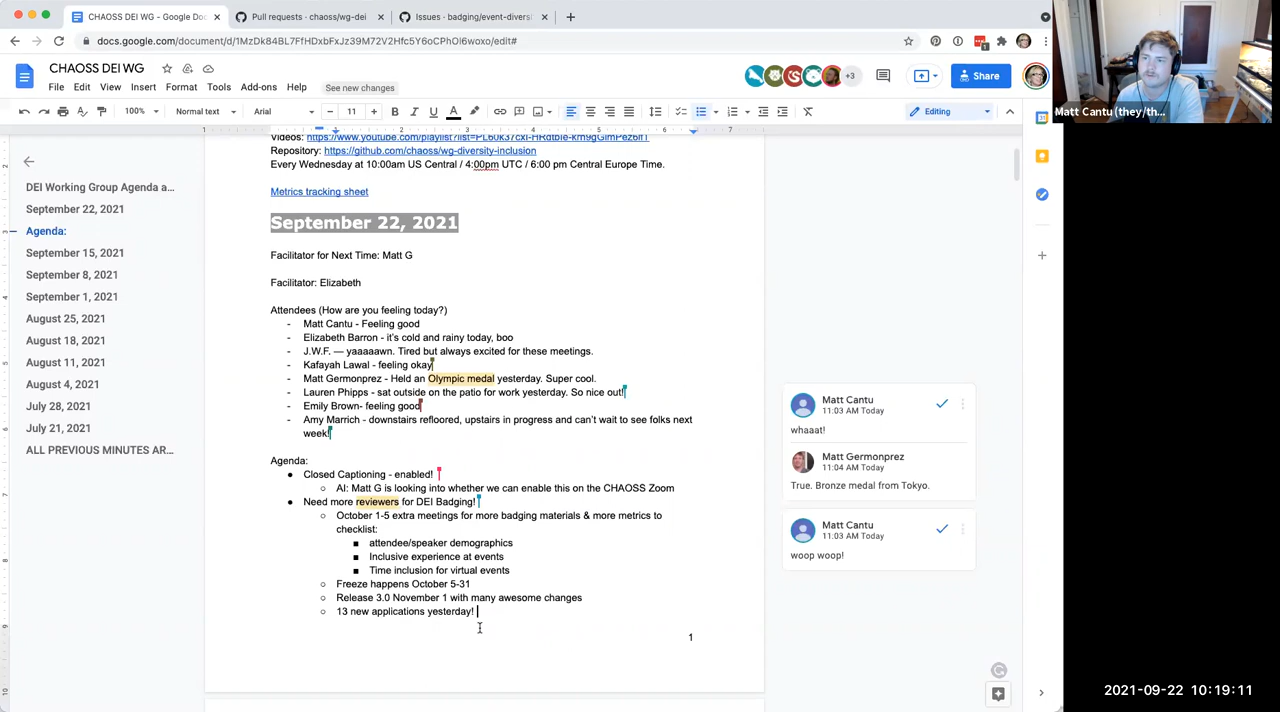 CHAOSS DEI WG - Google Doc
Pull requests · chaoss/wg-dei
Issues · badging/event-diversi
docs.google.com/document/d/1MzDk84BL7FfHDxbFxJz39M72V2Hfc5Y6oCPhOl6woxo/edit#
CHAOSS DEI WG
File Edit View Insert Format Tools Add-ons Help
See new changes
+3
Share
100% Normal text Arial 11 B I U A
Editing
Matt Cantu (they/th...
DEI Working Group Agenda a...
September 22, 2021
Agenda:
September 15, 2021
September 8, 2021
September 1, 2021
August 25, 2021
August 18, 2021
August 11, 2021
August 4, 2021
July 28, 2021
July 21, 2021
ALL PREVIOUS MINUTES AR...
Repository: https://github.com/chaoss/wg-diversity-inclusion
Every Wednesday at 10:00am US Central / 4:00pm UTC / 6:00 pm Central Europe Time.
Metrics tracking sheet
September 22, 2021
Facilitator for Next Time: Matt G
Facilitator: Elizabeth
Attendees (How are you feeling today?)
- Matt Cantu - Feeling good
- Elizabeth Barron - it's cold and rainy today, boo
- J.W.F. — yaaaaawn. Tired but always excited for these meetings.
- Kafayah Lawal - feeling okay
- Matt Germonprez - Held an Olympic medal yesterday. Super cool.
- Lauren Phipps - sat outside on the patio for work yesterday. So nice out!
- Emily Brown- feeling good
- Amy Marrich - downstairs refloored, upstairs in progress and can't wait to see folks next
week!
Agenda:
● Closed Captioning - enabled!
○ AI: Matt G is looking into whether we can enable this on the CHAOSS Zoom
● Need more reviewers for DEI Badging!
○ October 1-5 extra meetings for more badging materials & more metrics to
checklist:
■ attendee/speaker demographics
■ Inclusive experience at events
■ Time inclusion for virtual events
○ Freeze happens October 5-31
○ Release 3.0 November 1 with many awesome changes
○ 13 new applications yesterday!
1
Matt Cantu
11:03 AM Today
whaaat!
Matt Germonprez
11:04 AM Today
True. Bronze medal from Tokyo.
Matt Cantu
11:03 AM Today
woop woop!
2021-09-22 10:19:11